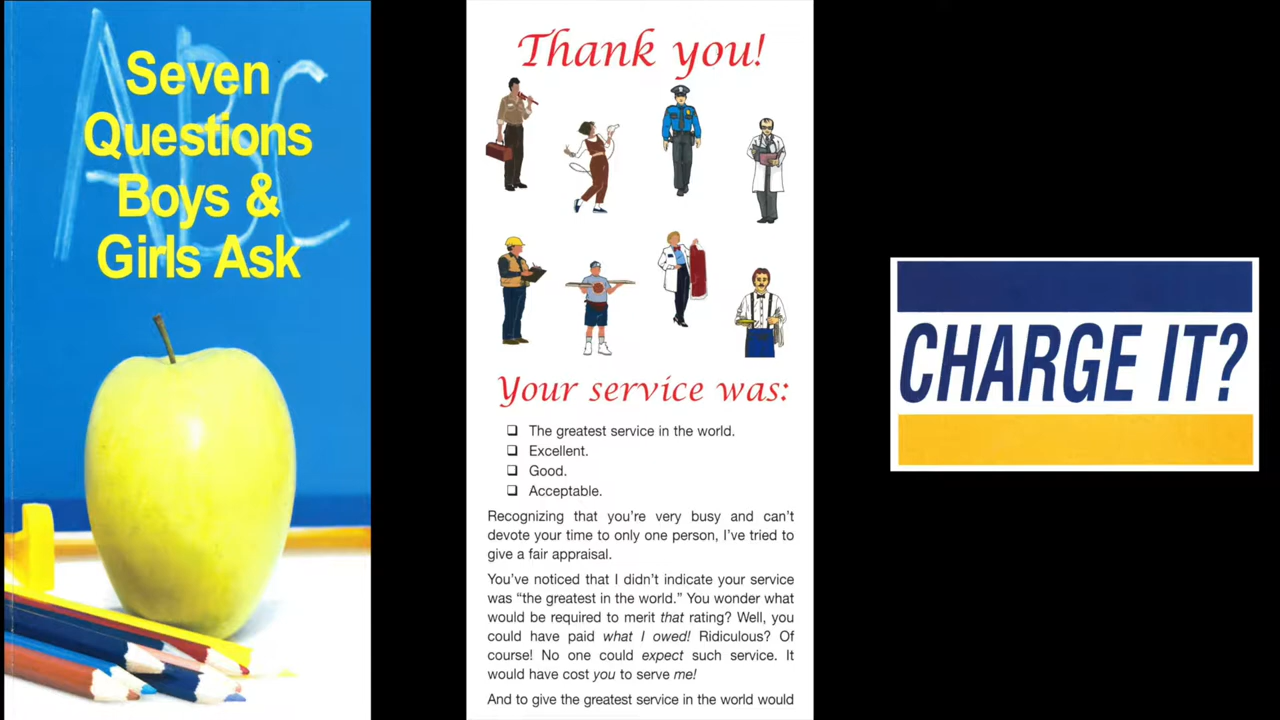 Seven
Questions
Boys &
Girls Ask
ABC
Thank you!
Your service was:
❑ The greatest service in the world.
❑ Excellent.
❑ Good.
❑ Acceptable.
Recognizing that you’re very busy and can’t
devote your time to only one person, I’ve tried to
give a fair appraisal.
You’ve noticed that I didn’t indicate your service
was “the greatest in the world.” You wonder what
would be required to merit that rating? Well, you
could have paid what I owed! Ridiculous? Of
course! No one could expect such service. It
would have cost you to serve me!
And to give the greatest service in the world would
CHARGE IT?